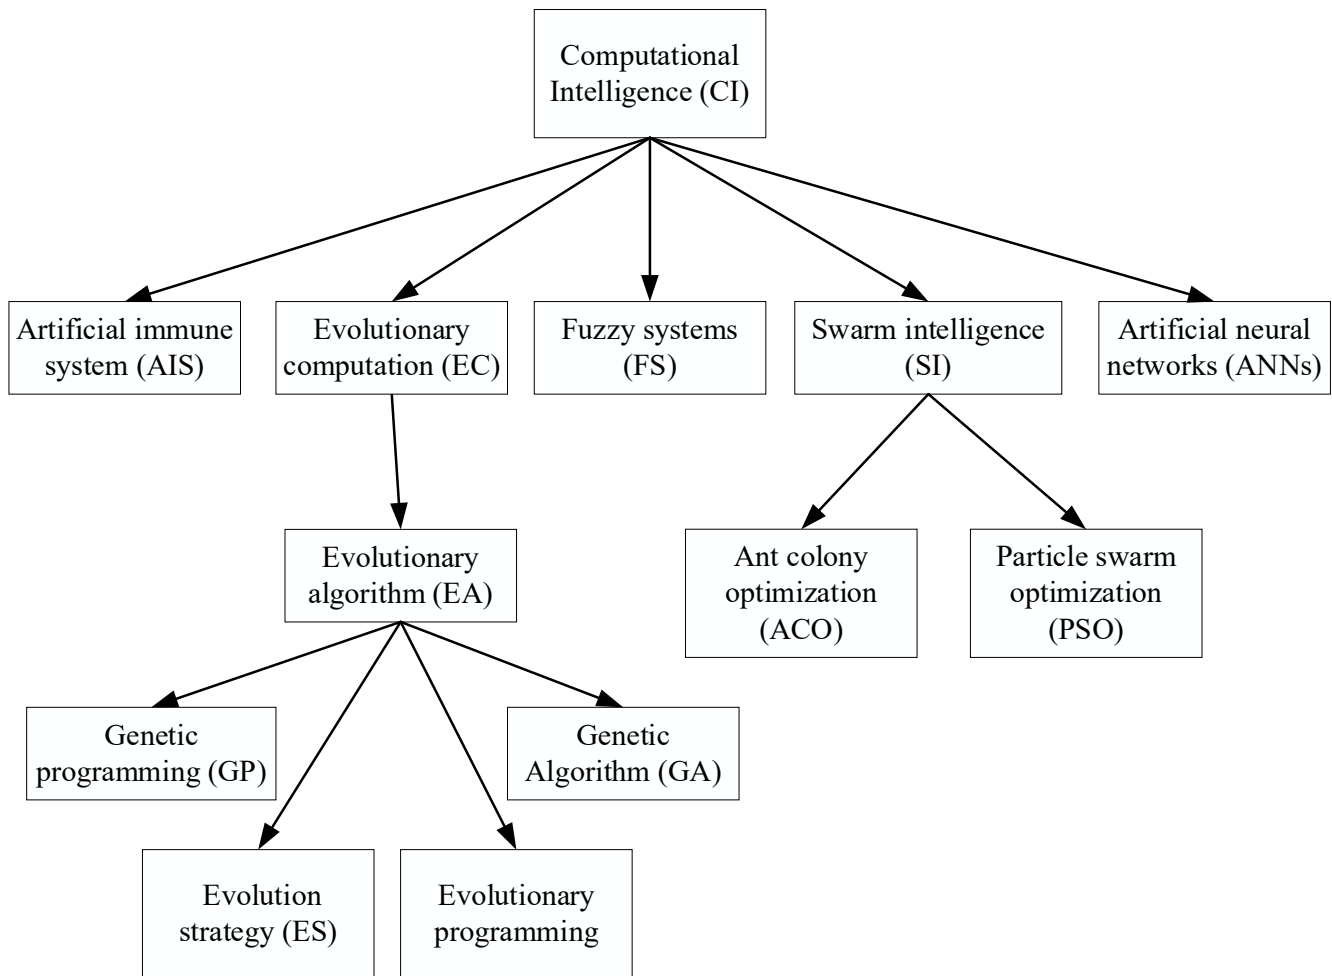 Computational
Intelligence (CI)
Artificial immune
system (AIS)
Evolutionary
computation (EC)
Fuzzy systems
(FS)
Swarm intelligence
(SI)
Artificial neural
networks (ANNs)
Evolutionary
algorithm (EA)
Ant colony
optimization
(ACO)
Particle swarm
optimization
(PSO)
Genetic
programming (GP)
Genetic
Algorithm (GA)
Evolution
strategy (ES)
Evolutionary
programming